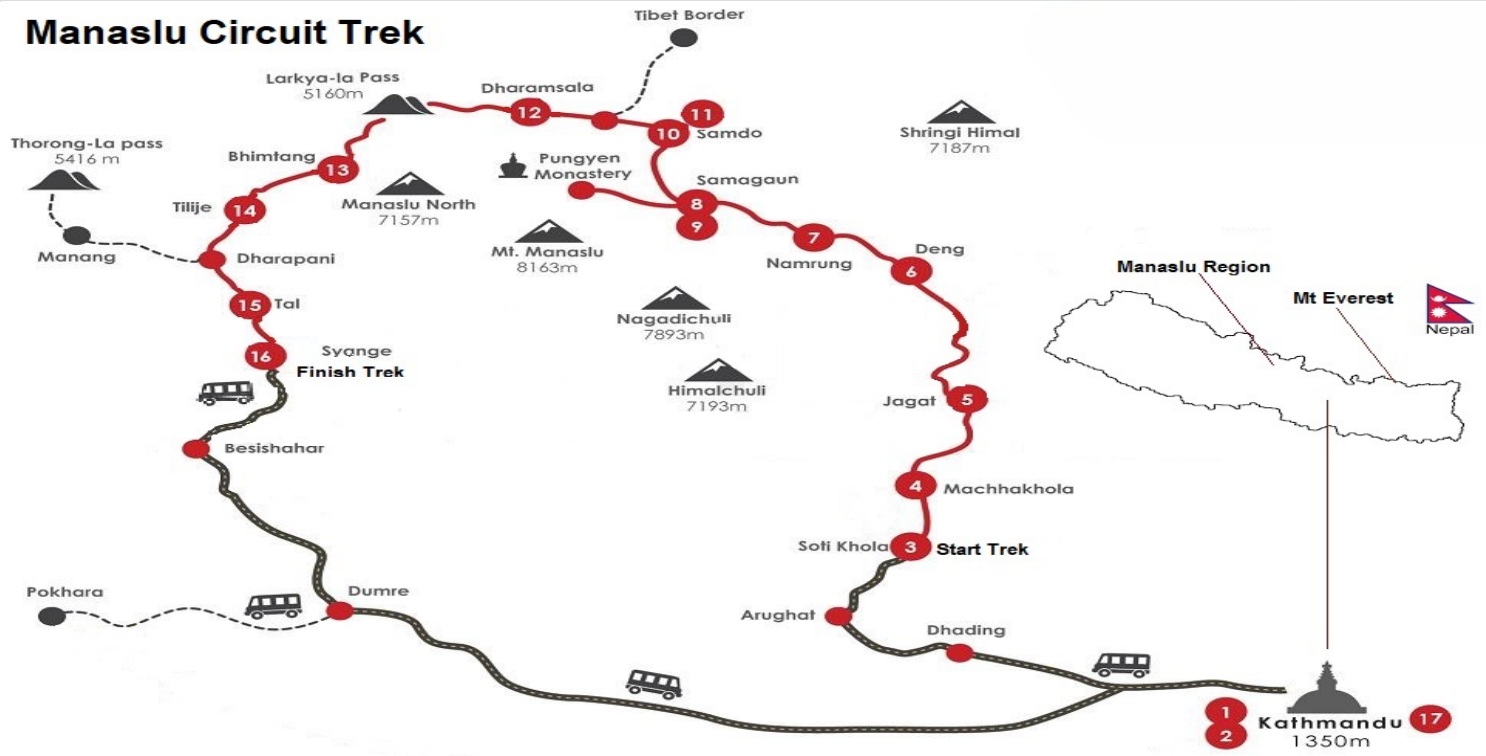 Manaslu Circuit Trek
Tibet Border
Larkya-la Pass
5160m
Dharamsala
12
11
10
Samdo
Shringi Himal
7187m
Thorong-La pass
5416 m
Bhimtang
13
Pungyen
Monastery
Samagaun
8
9
Manaslu North
7157m
Tilije
14
Mt. Manaslu
8163m
7
Namrung
Deng
6
Manang
Dharapani
Manaslu Region
Mt Everest
Nepal
15
Tal
Nagadichuli
7893m
16
Syange
Finish Trek
Himalchuli
7193m
Jagat
5
Besishahar
4
Machhakhola
Soti Khola
3
Start Trek
Pokhara
Dumre
Arughat
Dhading
1
2
Kathmandu
17
1350m